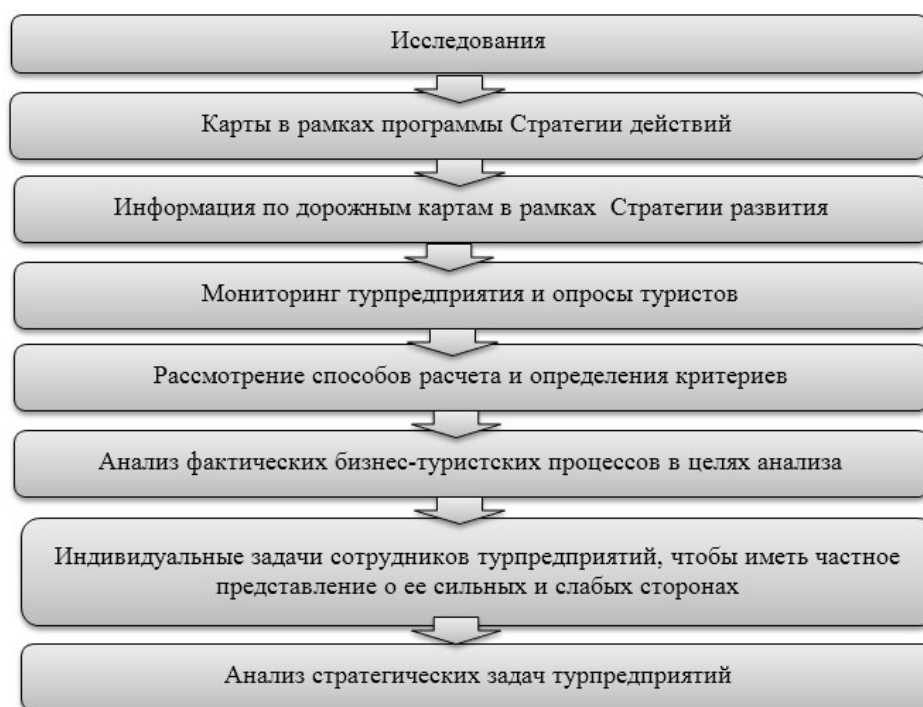 Исследования
Карты в рамках программы Стратегии действий
Информация по дорожным картам в рамках Стратегии развития
Мониторинг турпредприятия и опросы туристов
Рассмотрение способов расчета и определения критериев
Анализ фактических бизнес-туристских процессов в целях анализа
Индивидуальные задачи сотрудников турпредприятий, чтобы иметь частное
представление о ее сильных и слабых сторонах
Анализ стратегических задач турпредприятий